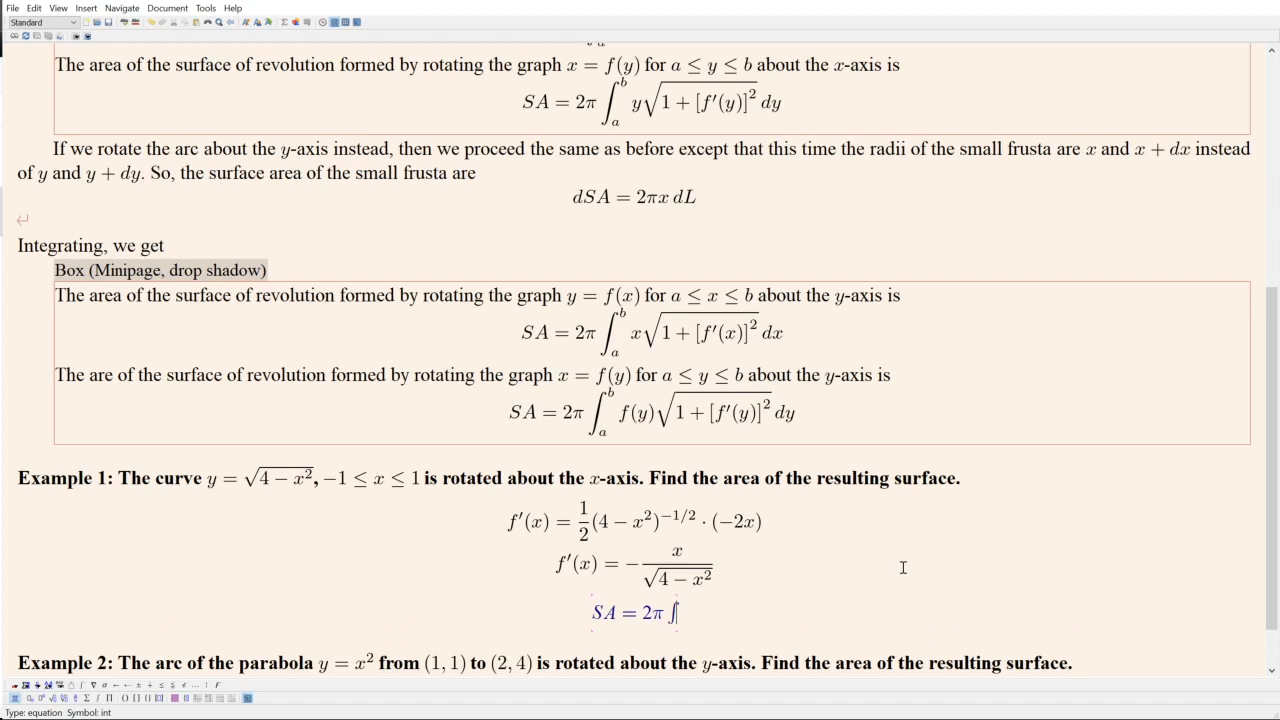 File Edit View Insert Navigate Document Tools Help
Standard
The area of the surface of revolution formed by rotating the graph x = f(y) for a ≤ y ≤ b about the x-axis is
SA = 2π ∫_a^b y√(1 + [f′(y)]²) dy
If we rotate the arc about the y-axis instead, then we proceed the same as before except that this time the radii of the small frusta are x and x + dx instead
of y and y + dy. So, the surface area of the small frusta are
dSA = 2πx dL
Integrating, we get
Box (Minipage, drop shadow)
The area of the surface of revolution formed by rotating the graph y = f(x) for a ≤ x ≤ b about the y-axis is
SA = 2π ∫_a^b x√(1 + [f′(x)]²) dx
The are of the surface of revolution formed by rotating the graph x = f(y) for a ≤ y ≤ b about the y-axis is
SA = 2π ∫_a^b f(y)√(1 + [f′(y)]²) dy
Example 1: The curve y = √(4 − x²), −1 ≤ x ≤ 1 is rotated about the x-axis. Find the area of the resulting surface.
f′(x) = 1/2 (4 − x²)^(−1/2) · (−2x)
f′(x) = − x/√(4 − x²)
SA = 2π ∫
Example 2: The arc of the parabola y = x² from (1, 1) to (2, 4) is rotated about the y-axis. Find the area of the resulting surface.
Type: equation Symbol: int